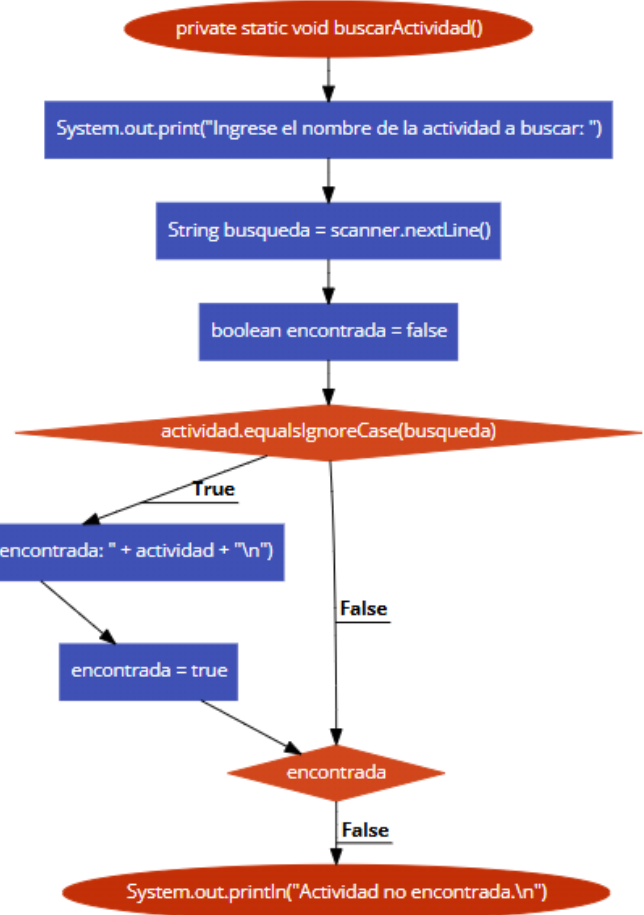 private static void buscarActividad()
System.out.print("Ingrese el nombre de la actividad a buscar: ")
String busqueda = scanner.nextLine()
boolean encontrada = false
actividad.equalsIgnoreCase(busqueda)
True
encontrada: " + actividad + "\n")
False
encontrada = true
encontrada
False
System.out.println("Actividad no encontrada.\n")